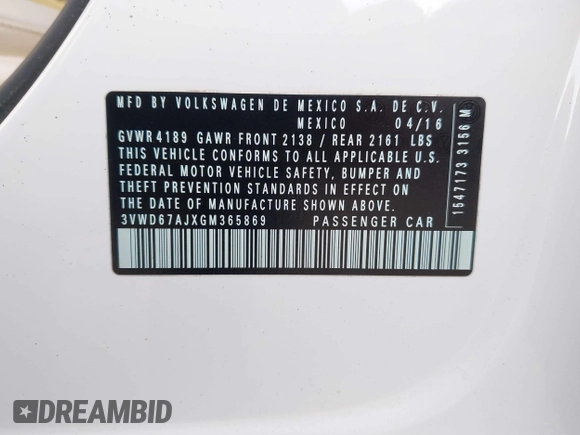 MFD BY VOLKSWAGEN DE MEXICO S.A. DE C.V.
MEXICO 04/16
GVWR 4189 GAWR FRONT 2138 / REAR 2161 LBS
THIS VEHICLE CONFORMS TO ALL APPLICABLE U.S.
FEDERAL MOTOR VEHICLE SAFETY, BUMPER AND
THEFT PREVENTION STANDARDS IN EFFECT ON
THE DATE OF MANUFACTURE SHOWN ABOVE.
3VWD67AJXGM365869 PASSENGER CAR
1547173 3156 M
DREAMBID